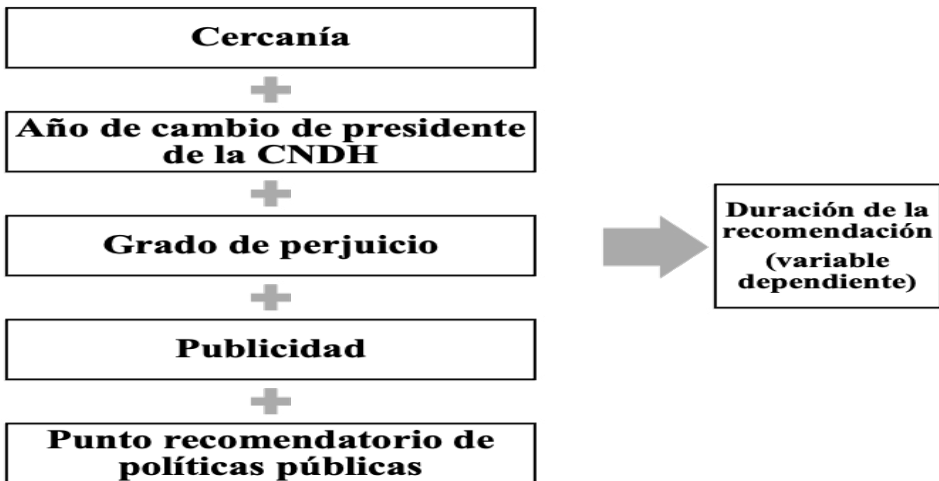 Cercanía
Año de cambio de presidente
de la CNDH
Grado de perjuicio
Publicidad
Punto recomendatorio de
políticas públicas
Duración de la
recomendación
(variable
dependiente)